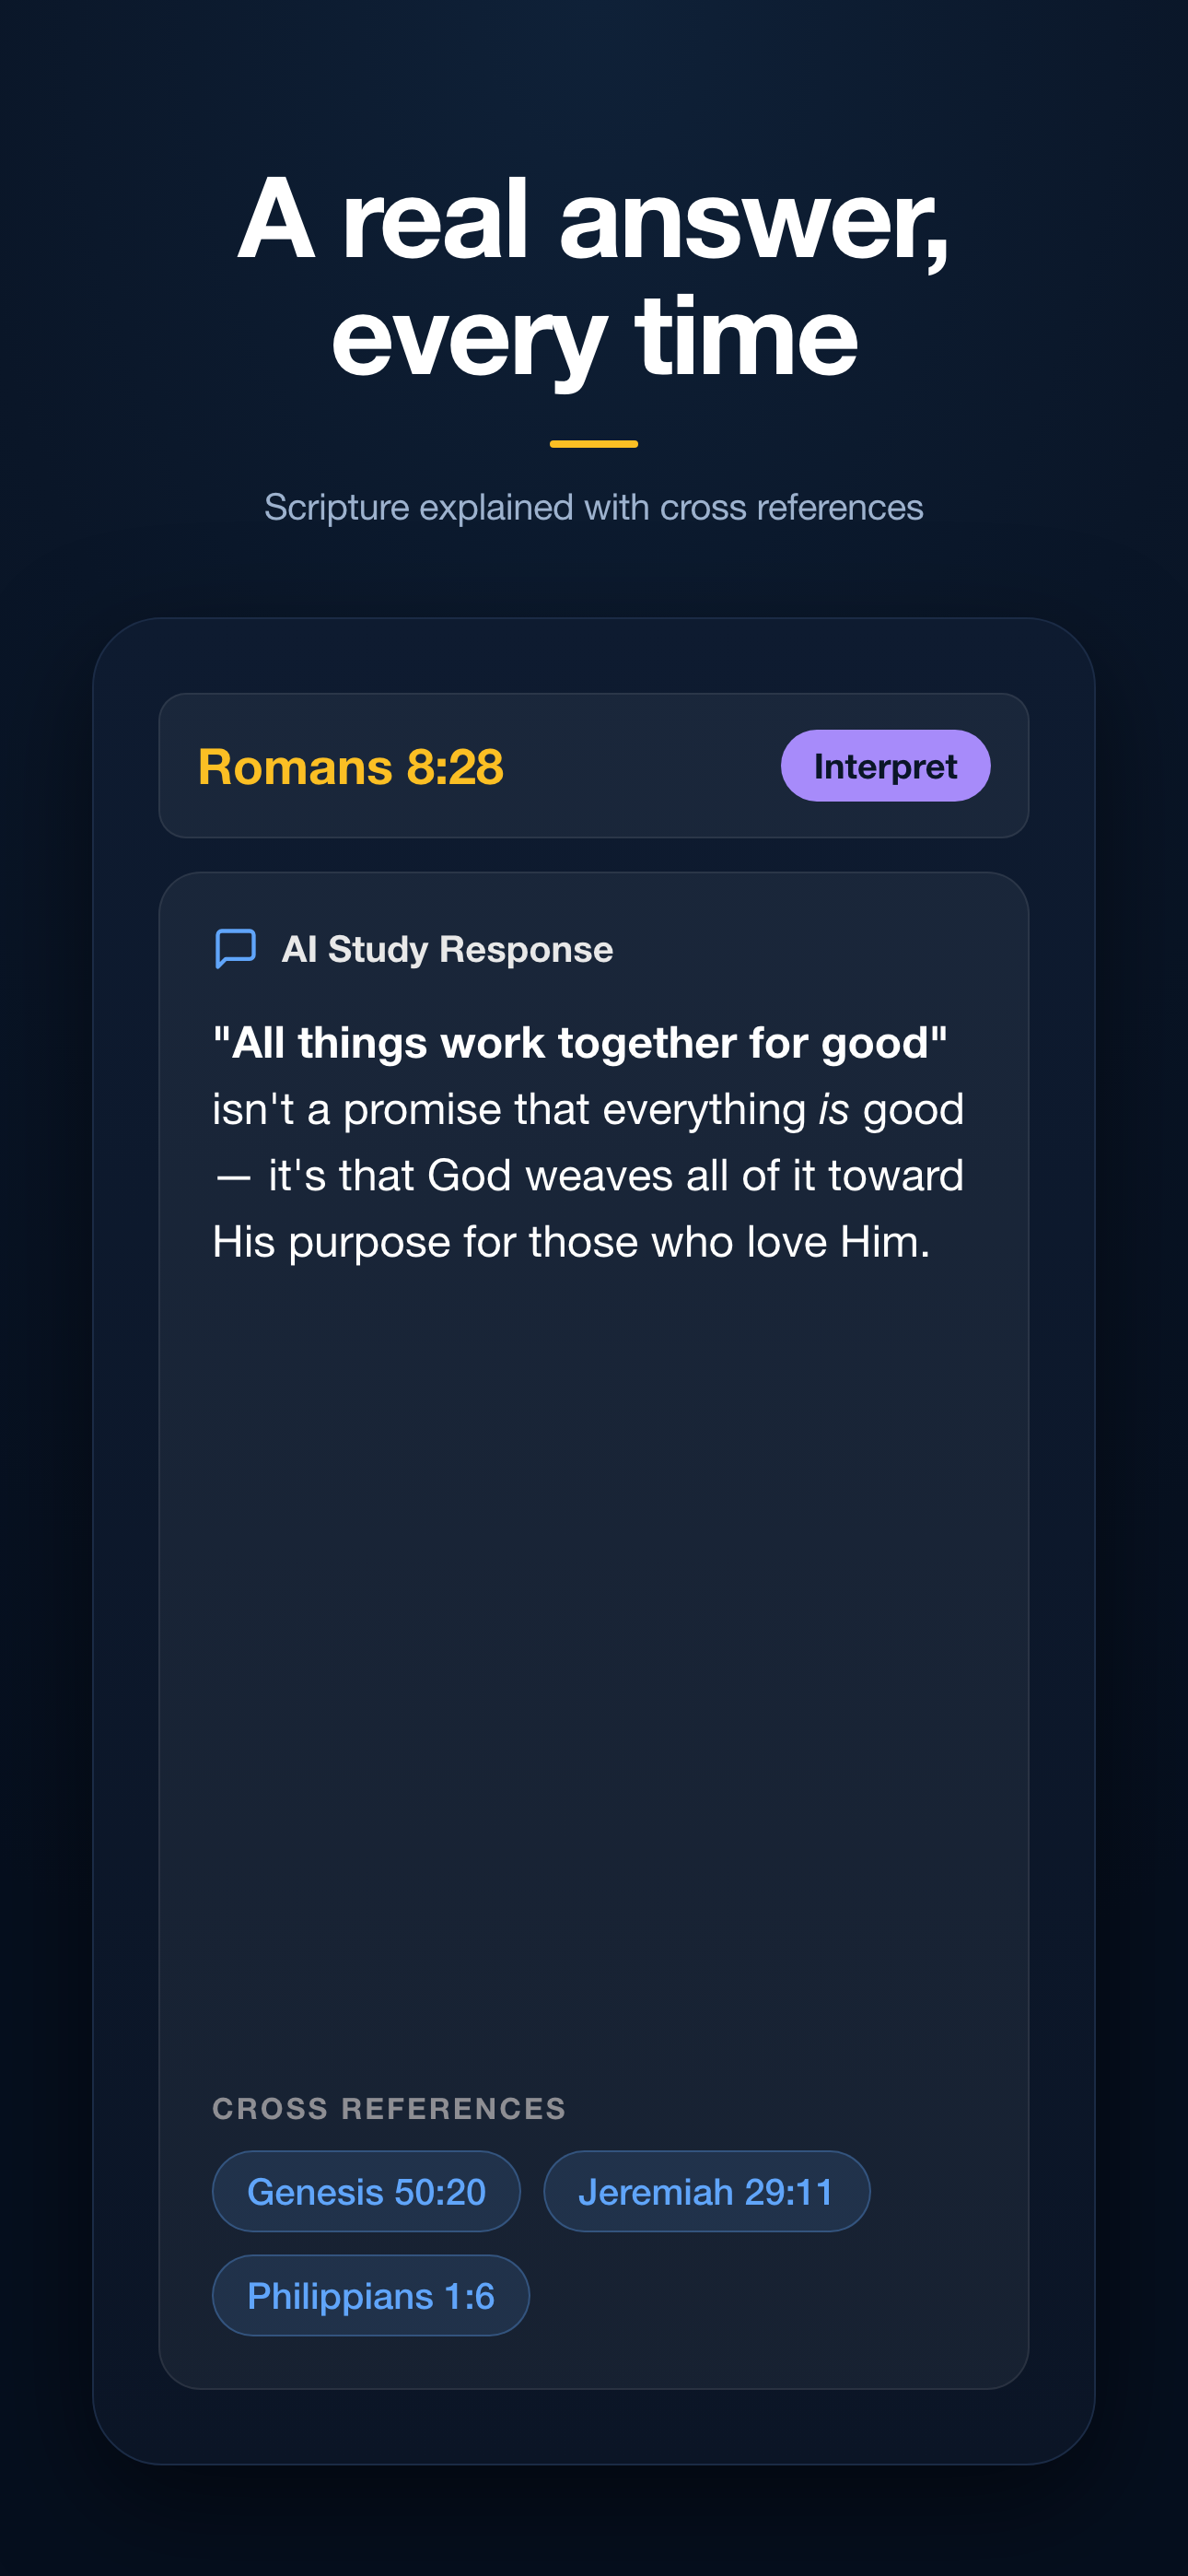 A real answer,
every time
Scripture explained with cross references
Romans 8:28
Interpret
AI Study Response
"All things work together for good"
isn't a promise that everything is good
— it's that God weaves all of it toward
His purpose for those who love Him.
CROSS REFERENCES
Genesis 50:20
Jeremiah 29:11
Philippians 1:6